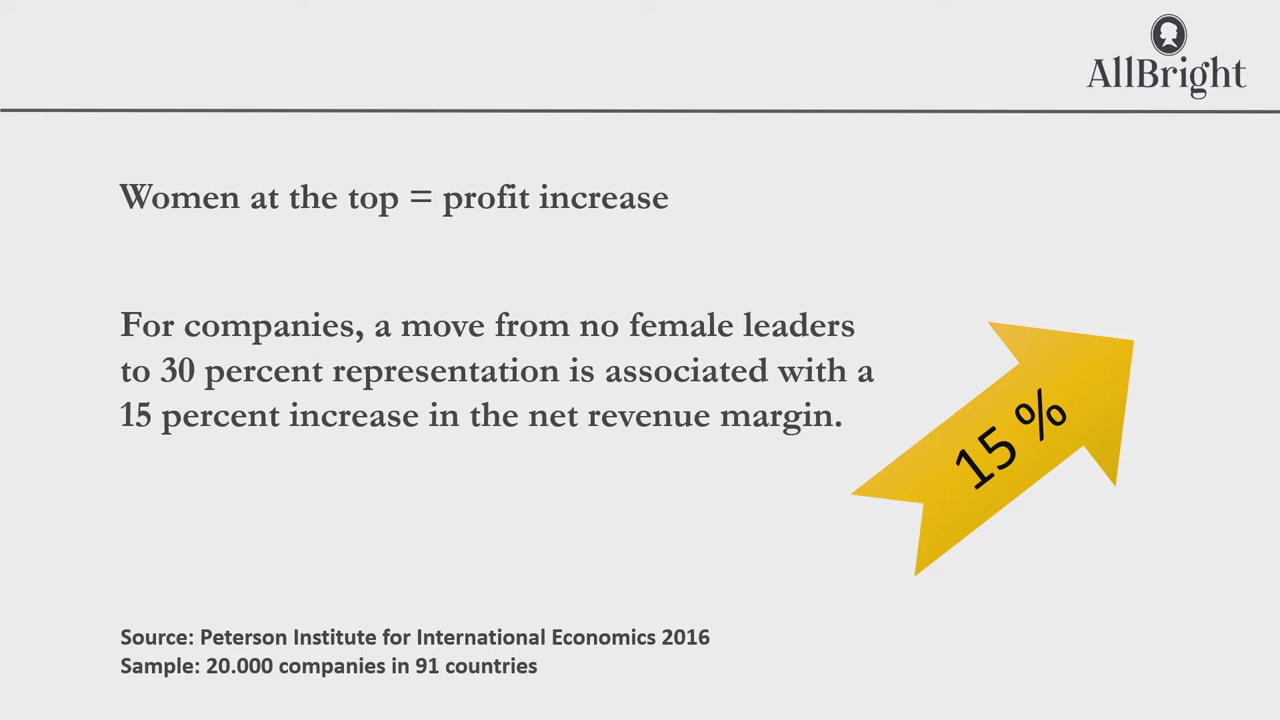 AllBright
Women at the top = profit increase
For companies, a move from no female leaders
to 30 percent representation is associated with a
15 percent increase in the net revenue margin.
15 %
Source: Peterson Institute for International Economics 2016
Sample: 20.000 companies in 91 countries